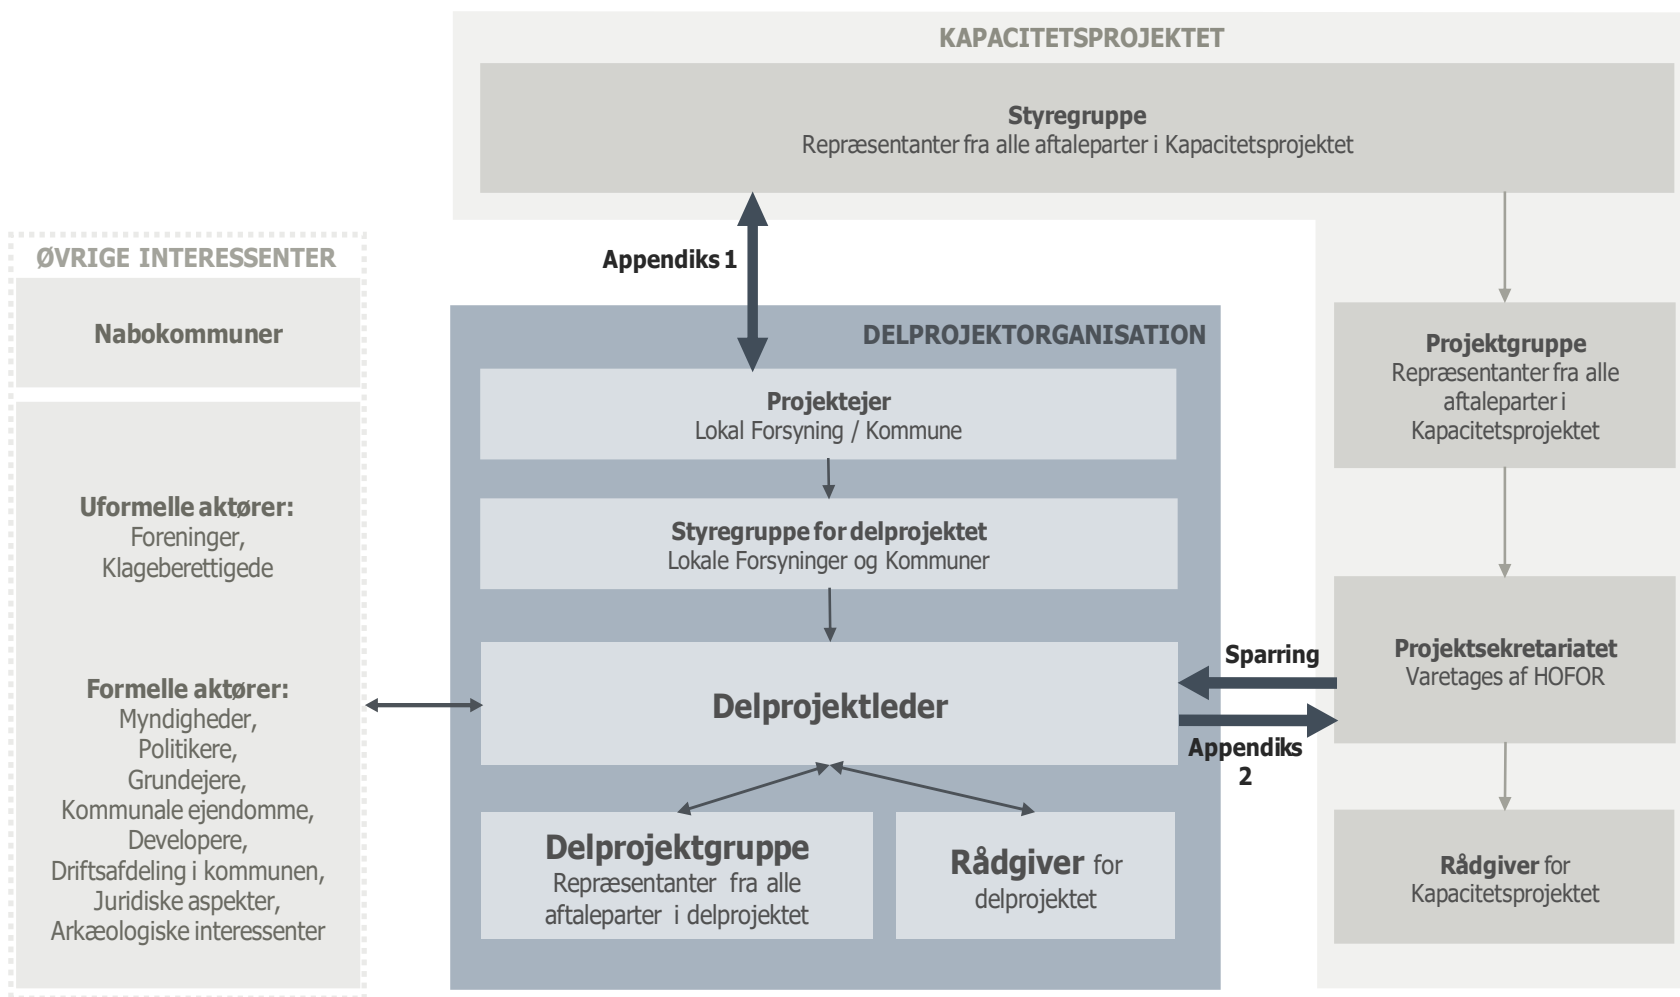 KAPACITETSPROJEKTET
Styregruppe
Repræsentanter fra alle aftaleparter i Kapacitetsprojektet
Appendiks 1
ØVRIGE INTERESSENTER
Nabokommuner
Uformelle aktører:
Foreninger,
Klageberettigede
Formelle aktører:
Myndigheder,
Politikere,
Grundejere,
Kommunale ejendomme,
Developere,
Driftsafdeling i kommunen,
Juridiske aspekter,
Arkæologiske interessenter
DELPROJEKTORGANISATION
Projektejer
Lokal Forsyning / Kommune
Styregruppe for delprojektet
Lokale Forsyninger og Kommuner
Delprojektleder
Delprojektgruppe
Repræsentanter fra alle
aftaleparter i delprojektet
Rådgiver for
delprojektet
Sparring
Appendiks
2
Projektgruppe
Repræsentanter fra alle
aftaleparter i
Kapacitetsprojektet
Projektsekretariatet
Varetages af HOFOR
Rådgiver for
Kapacitetsprojektet